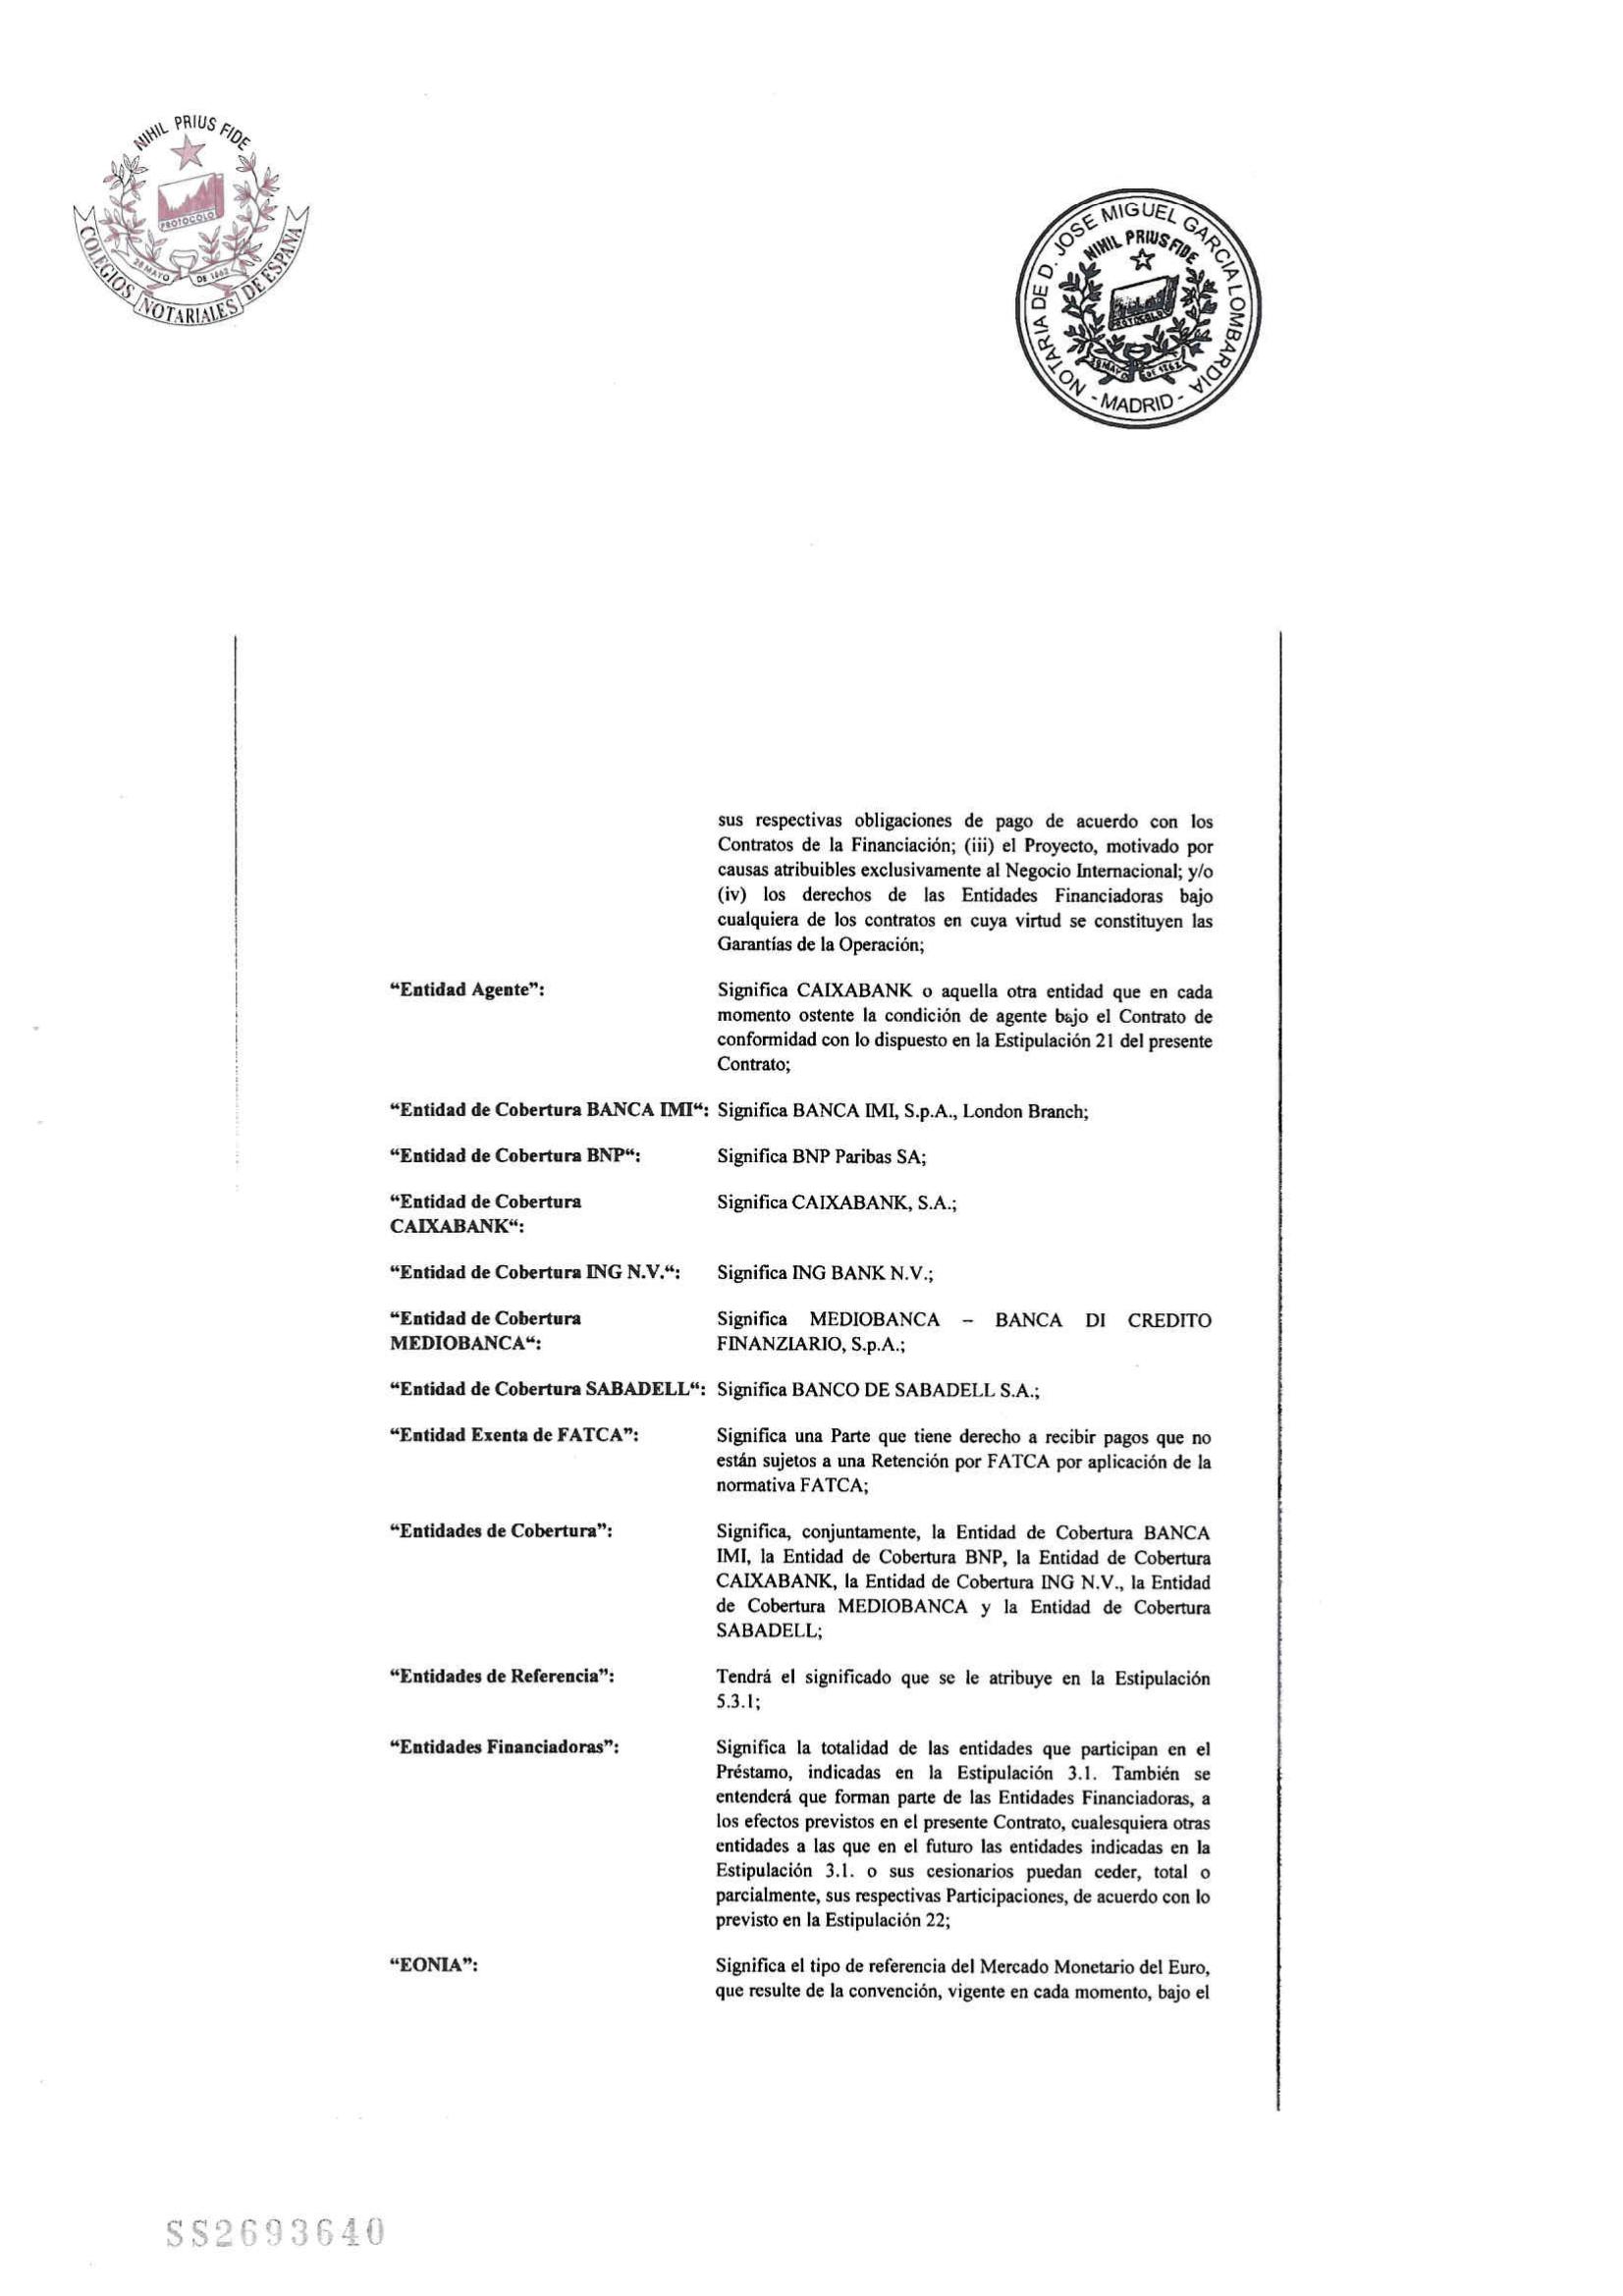 NIHIL PRIUS FIDE
PROTOCOLO
28 MAYO DE 1862
COLEGIOS NOTARIALES DE ESPAÑA
NOTARIA DE D. JOSE MIGUEL GARCIA LOMBARDIA
NIHIL PRIUS FIDE
PROTOCOLO
28 MAYO DE 1862
- MADRID -
sus respectivas obligaciones de pago de acuerdo con los
Contratos de la Financiación; (iii) el Proyecto, motivado por
causas atribuibles exclusivamente al Negocio Internacional; y/o
(iv) los derechos de las Entidades Financiadoras bajo
cualquiera de los contratos en cuya virtud se constituyen las
Garantías de la Operación;
“Entidad Agente”: Significa CAIXABANK o aquella otra entidad que en cada
momento ostente la condición de agente bajo el Contrato de
conformidad con lo dispuesto en la Estipulación 21 del presente
Contrato;
“Entidad de Cobertura BANCA IMI“: Significa BANCA IMI, S.p.A., London Branch;
“Entidad de Cobertura BNP“: Significa BNP Paribas SA;
“Entidad de Cobertura Significa CAIXABANK, S.A.;
CAIXABANK“:
“Entidad de Cobertura ING N.V.“: Significa ING BANK N.V.;
“Entidad de Cobertura Significa MEDIOBANCA – BANCA DI CREDITO
MEDIOBANCA“: FINANZIARIO, S.p.A.;
“Entidad de Cobertura SABADELL“: Significa BANCO DE SABADELL S.A.;
“Entidad Exenta de FATCA”: Significa una Parte que tiene derecho a recibir pagos que no
están sujetos a una Retención por FATCA por aplicación de la
normativa FATCA;
“Entidades de Cobertura”: Significa, conjuntamente, la Entidad de Cobertura BANCA
IMI, la Entidad de Cobertura BNP, la Entidad de Cobertura
CAIXABANK, la Entidad de Cobertura ING N.V., la Entidad
de Cobertura MEDIOBANCA y la Entidad de Cobertura
SABADELL;
“Entidades de Referencia”: Tendrá el significado que se le atribuye en la Estipulación
5.3.1;
“Entidades Financiadoras”: Significa la totalidad de las entidades que participan en el
Préstamo, indicadas en la Estipulación 3.1. También se
entenderá que forman parte de las Entidades Financiadoras, a
los efectos previstos en el presente Contrato, cualesquiera otras
entidades a las que en el futuro las entidades indicadas en la
Estipulación 3.1. o sus cesionarios puedan ceder, total o
parcialmente, sus respectivas Participaciones, de acuerdo con lo
previsto en la Estipulación 22;
“EONIA”: Significa el tipo de referencia del Mercado Monetario del Euro,
que resulte de la convención, vigente en cada momento, bajo el
SS2693640